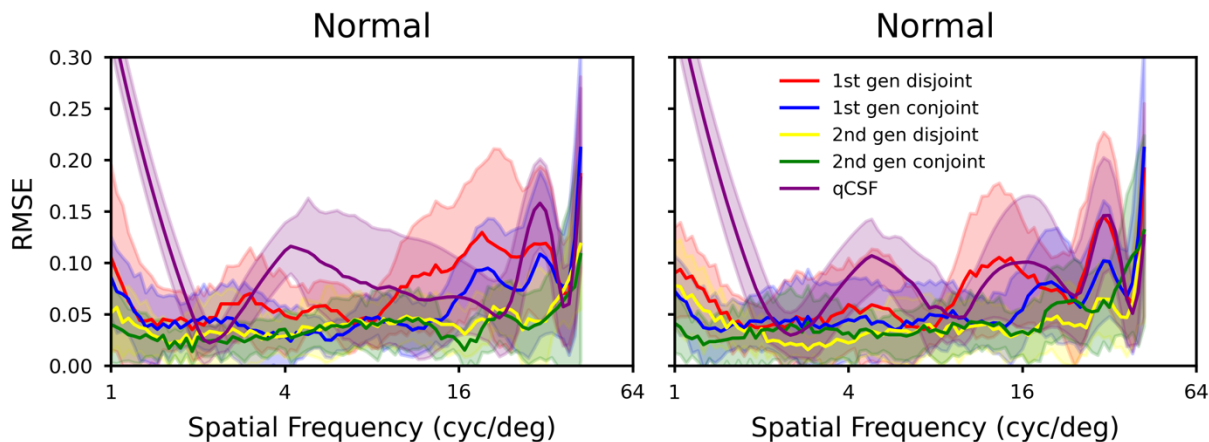 Normal
Normal
0.30
0.25
0.20
0.15
0.10
0.05
0.00
RMSE
1st gen disjoint
1st gen conjoint
2nd gen disjoint
2nd gen conjoint
qCSF
1 4 16 64
1 4 16 64
Spatial Frequency (cyc/deg)
Spatial Frequency (cyc/deg)